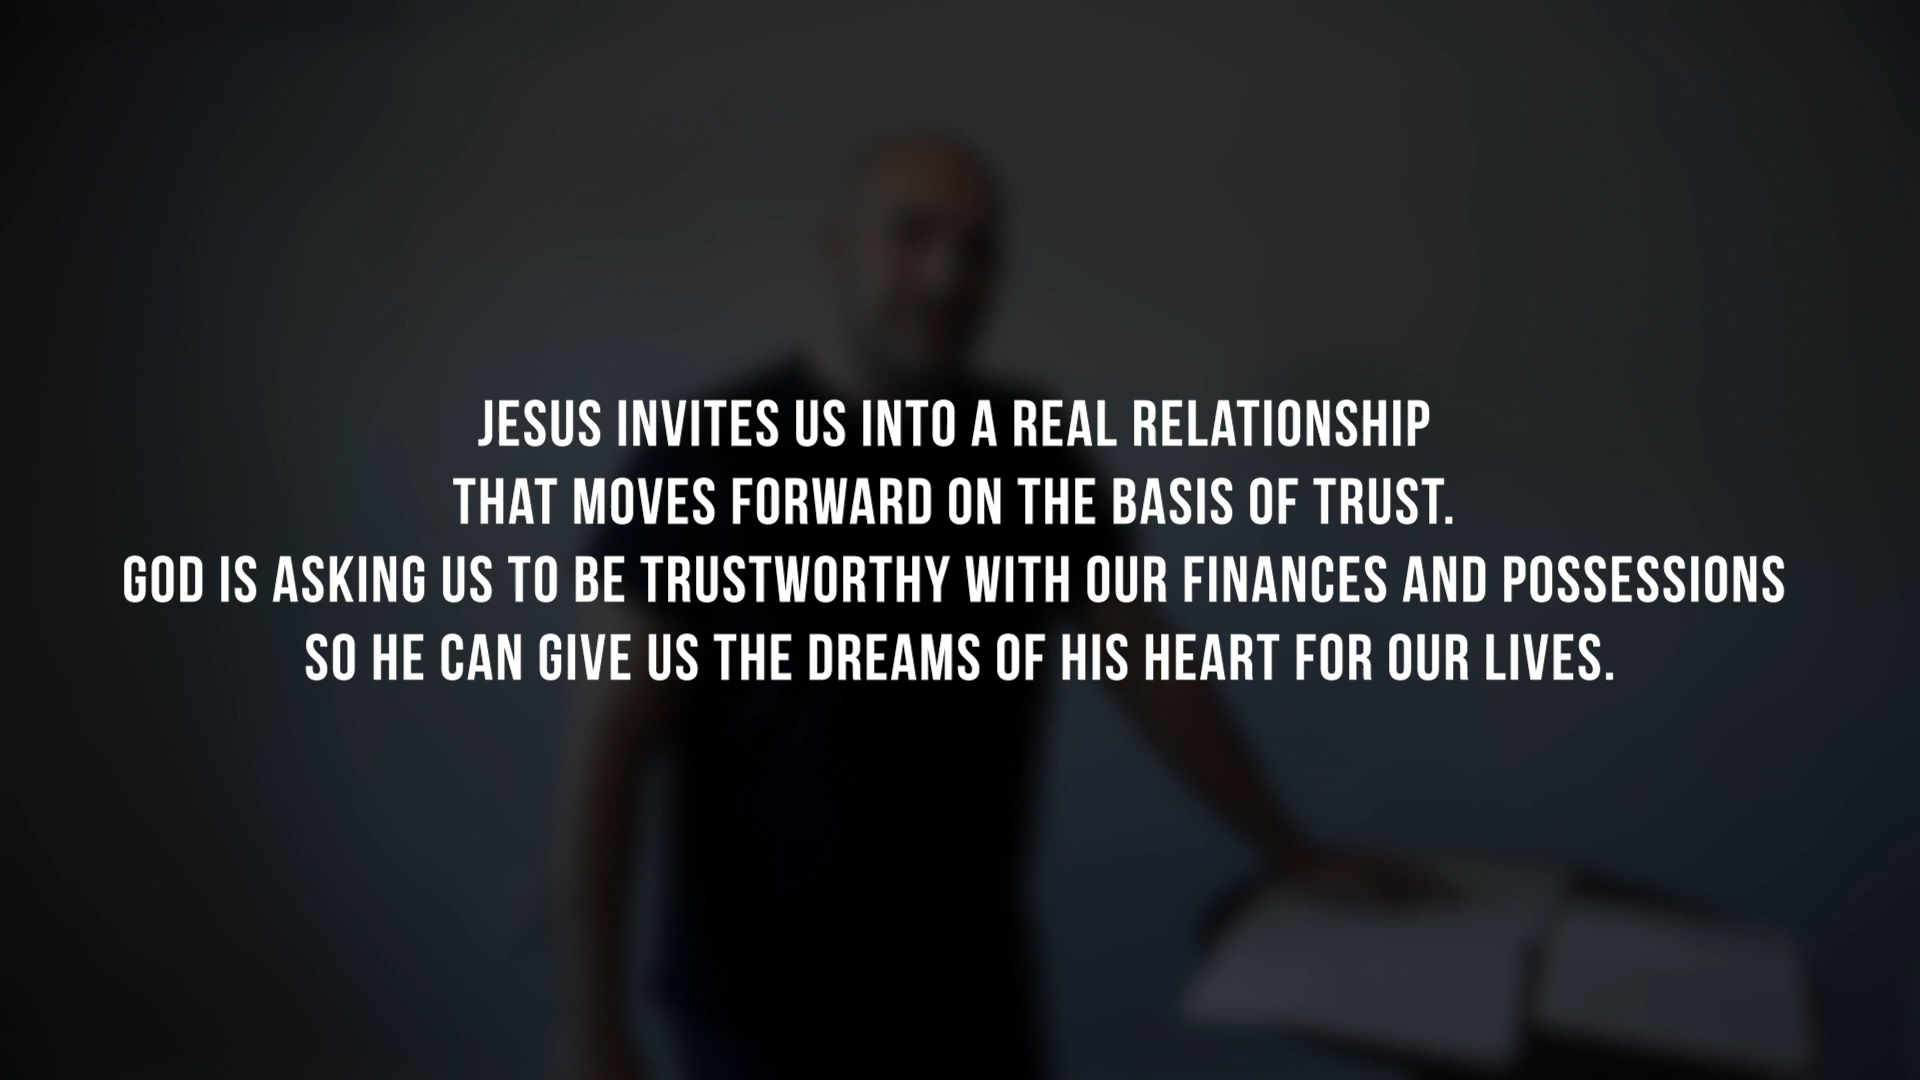 JESUS INVITES US INTO A REAL RELATIONSHIP
THAT MOVES FORWARD ON THE BASIS OF TRUST.
GOD IS ASKING US TO BE TRUSTWORTHY WITH OUR FINANCES AND POSSESSIONS
SO HE CAN GIVE US THE DREAMS OF HIS HEART FOR OUR LIVES.